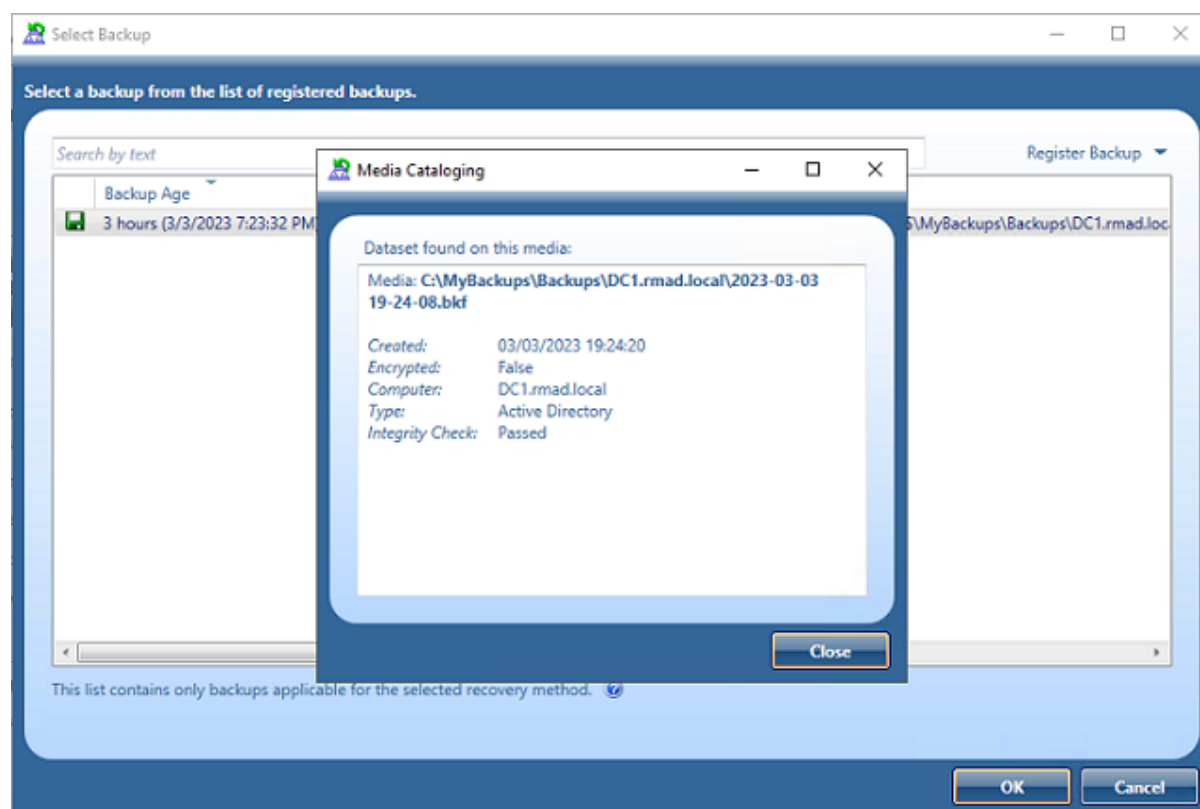 Select Backup
Select a backup from the list of registered backups.
Search by text
Register Backup
Backup Age
3 hours (3/3/2023 7:23:32 PM
\MyBackups\Backups\DC1.rmad.loc
Media Cataloging
Dataset found on this media:
Media: C:\MyBackups\Backups\DC1.rmad.local\2023-03-03
19-24-08.bkf
Created: 03/03/2023 19:24:20
Encrypted: False
Computer: DC1.rmad.local
Type: Active Directory
Integrity Check: Passed
Close
This list contains only backups applicable for the selected recovery method.
OK Cancel